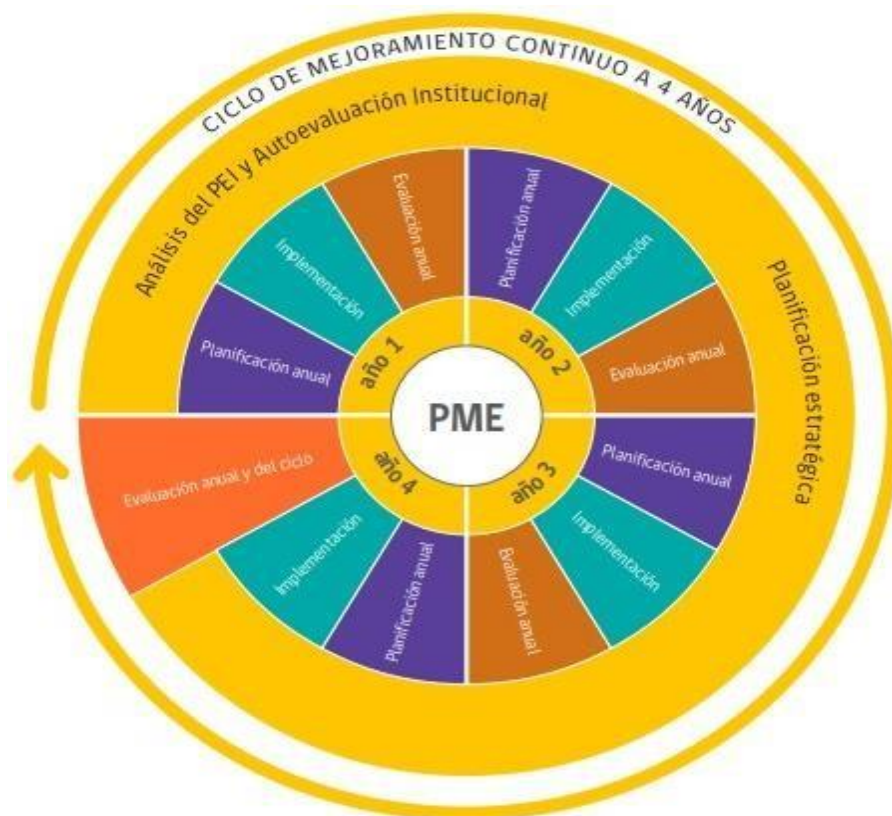 CICLO DE MEJORAMIENTO CONTINUO A 4 AÑOS
Análisis del PEI y Autoevaluación Institucional
Planificación estratégica
PME
año 1
Planificación anual
Implementación
Evaluación anual
año 2
Planificación anual
Implementación
Evaluación anual
año 3
Planificación anual
Implementación
Evaluación anual
año 4
Planificación anual
Implementación
Evaluación anual y del ciclo